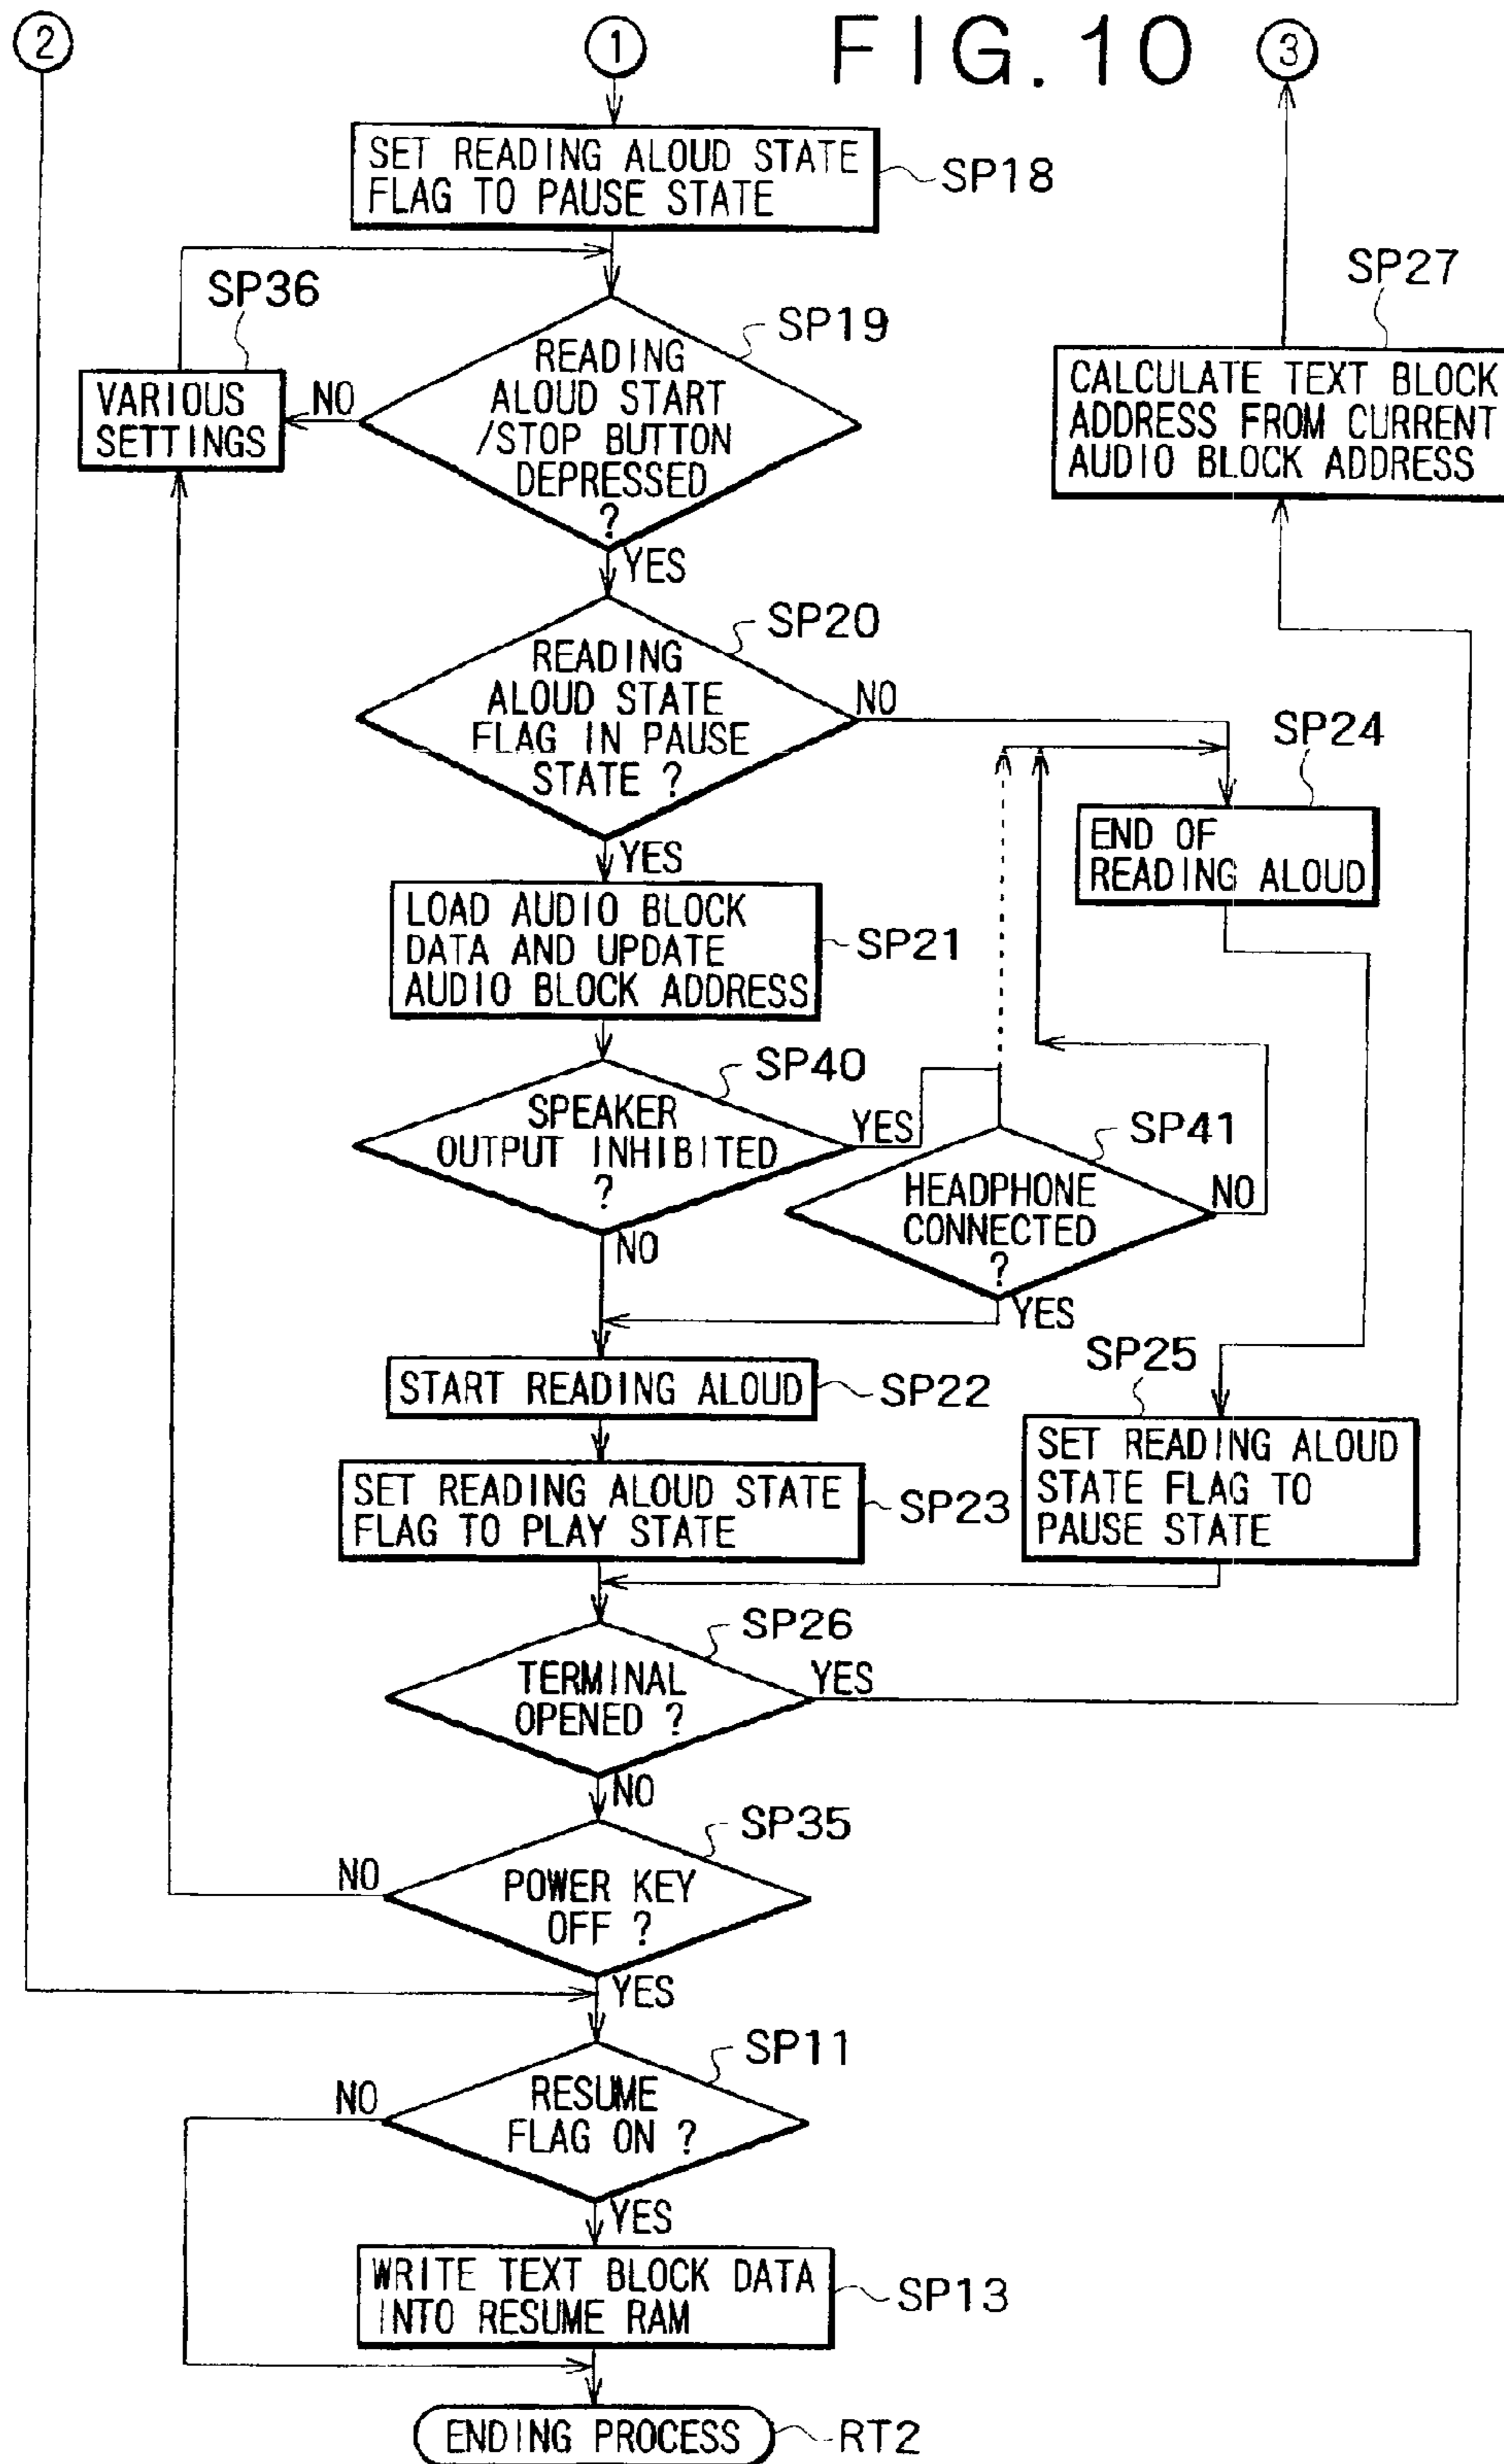 2
1
FIG. 10
3
SET READING ALOUD STATE
FLAG TO PAUSE STATE
SP18
SP27
SP36
SP19
READING
ALOUD START
/STOP BUTTON
DEPRESSED
?
NO
VARIOUS
SETTINGS
CALCULATE TEXT BLOCK
ADDRESS FROM CURRENT
AUDIO BLOCK ADDRESS
YES
SP20
READING
ALOUD STATE
FLAG IN PAUSE
STATE ?
NO
SP24
END OF
READING ALOUD
YES
LOAD AUDIO BLOCK
DATA AND UPDATE
AUDIO BLOCK ADDRESS
SP21
SP40
SPEAKER
OUTPUT INHIBITED
?
YES
SP41
HEADPHONE
CONNECTED
?
NO
NO
YES
START READING ALOUD
SP22
SP25
SET READING ALOUD
STATE FLAG TO
PAUSE STATE
SET READING ALOUD STATE
FLAG TO PLAY STATE
SP23
SP26
TERMINAL
OPENED ?
YES
NO
SP35
POWER KEY
OFF ?
NO
YES
SP11
RESUME
FLAG ON ?
NO
YES
WRITE TEXT BLOCK DATA
INTO RESUME RAM
SP13
ENDING PROCESS
RT2